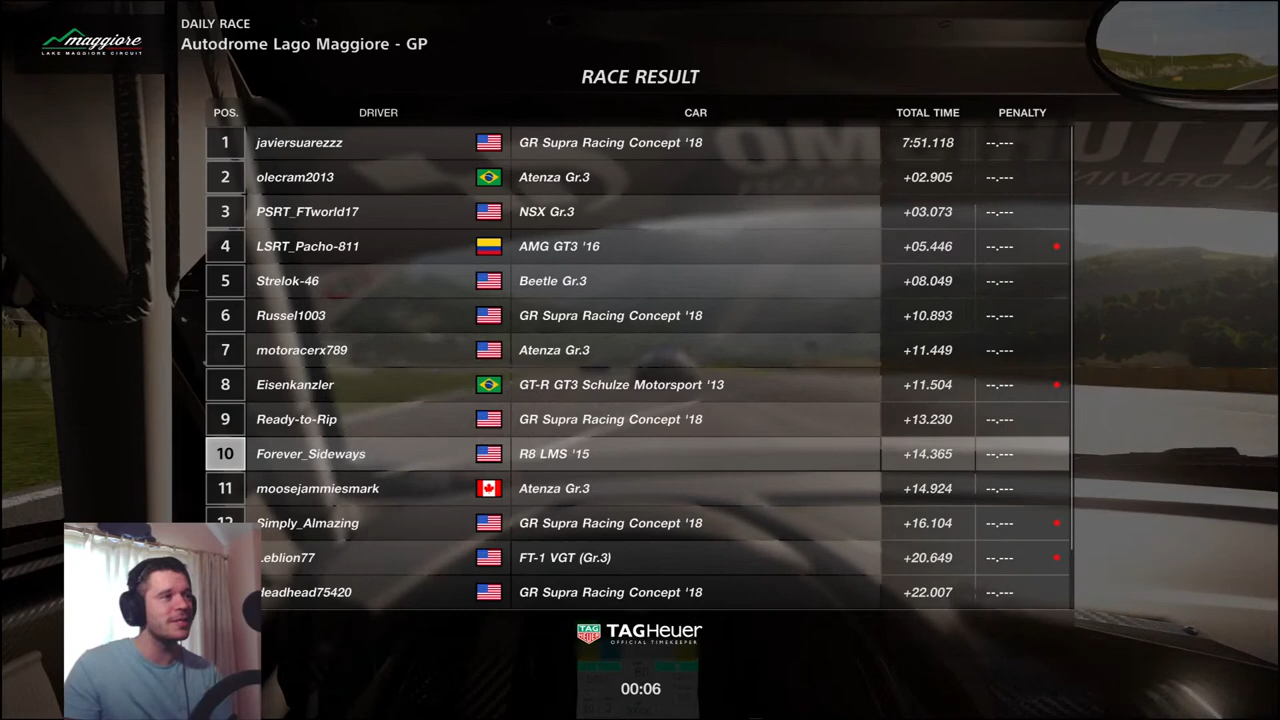 maggiore
LAKE MAGGIORE CIRCUIT
DAILY RACE
Autodrome Lago Maggiore - GP
RACE RESULT
POS. DRIVER CAR TOTAL TIME PENALTY
1 javiersuarezzz GR Supra Racing Concept '18 7:51.118 --.---
2 olecram2013 Atenza Gr.3 +02.905 --.---
3 PSRT_FTworld17 NSX Gr.3 +03.073 --.---
4 LSRT_Pacho-811 AMG GT3 '16 +05.446 --.---
5 Strelok-46 Beetle Gr.3 +08.049 --.---
6 Russel1003 GR Supra Racing Concept '18 +10.893 --.---
7 motoracerx789 Atenza Gr.3 +11.449 --.---
8 Eisenkanzler GT-R GT3 Schulze Motorsport '13 +11.504 --.---
9 Ready-to-Rip GR Supra Racing Concept '18 +13.230 --.---
10 Forever_Sideways R8 LMS '15 +14.365 --.---
11 moosejammiesmark Atenza Gr.3 +14.924 --.---
12 Simply_Almazing GR Supra Racing Concept '18 +16.104 --.---
.eblion77 FT-1 VGT (Gr.3) +20.649 --.---
deadhead75420 GR Supra Racing Concept '18 +22.007 --.---
TAG HEUER TAGHeuer
OFFICIAL TIMEKEEPER
00:06